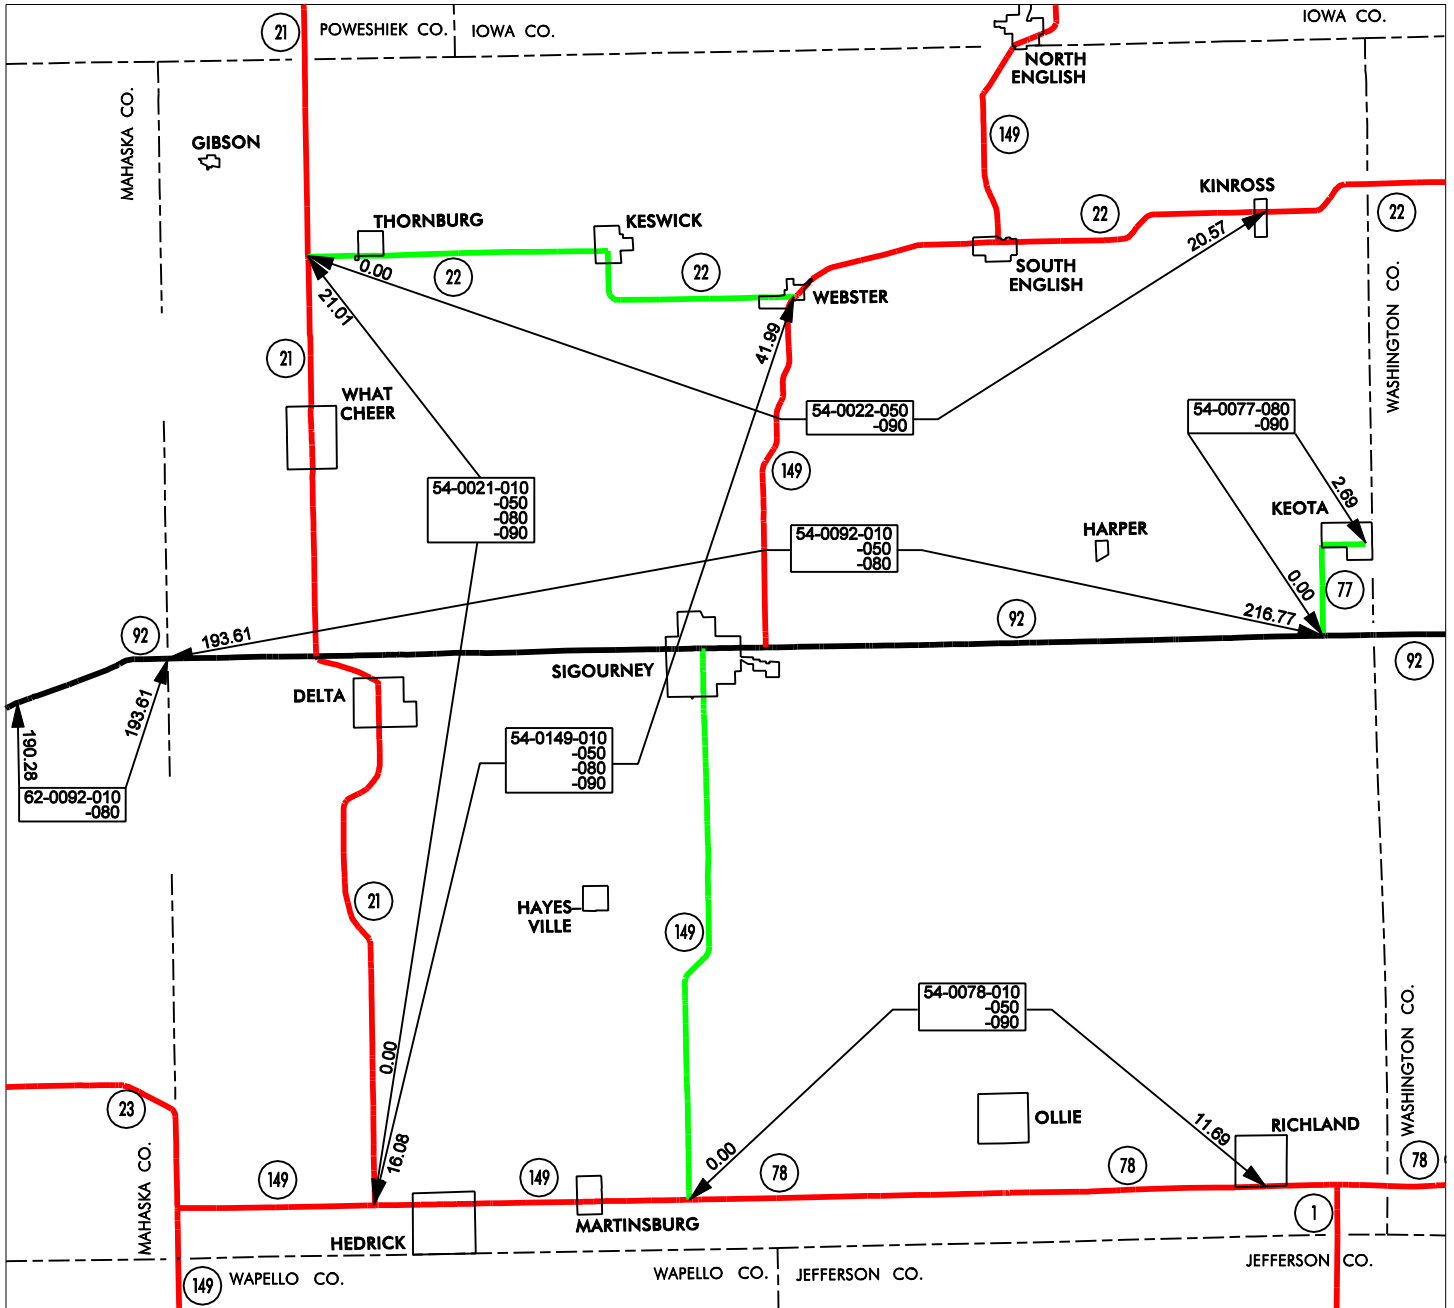 21
POWESHIEK CO.
IOWA CO.
IOWA CO.
NORTH
ENGLISH
MAHASKA CO.
GIBSON
149
KINROSS
22
22
THORNBURG
KESWICK
20.57
0.00
22
22
SOUTH
ENGLISH
WEBSTER
21.01
41.99
WASHINGTON CO.
21
WHAT
CHEER
54-0022-050
-090
54-0077-080
-090
149
54-0021-010
-050
-080
-090
2.69
KEOTA
HARPER
54-0092-010
-050
-080
0.00
77
92
193.61
92
216.77
92
SIGOURNEY
DELTA
193.61
190.28
54-0149-010
-050
-080
-090
62-0092-010
-080
21
HAYES-
VILLE
149
54-0078-010
-050
-090
WASHINGTON CO.
0.00
23
OLLIE
RICHLAND
11.69
16.08
0.00
MAHASKA CO.
149
149
78
78
78
MARTINSBURG
1
HEDRICK
149
WAPELLO CO.
WAPELLO CO.
JEFFERSON CO.
JEFFERSON CO.